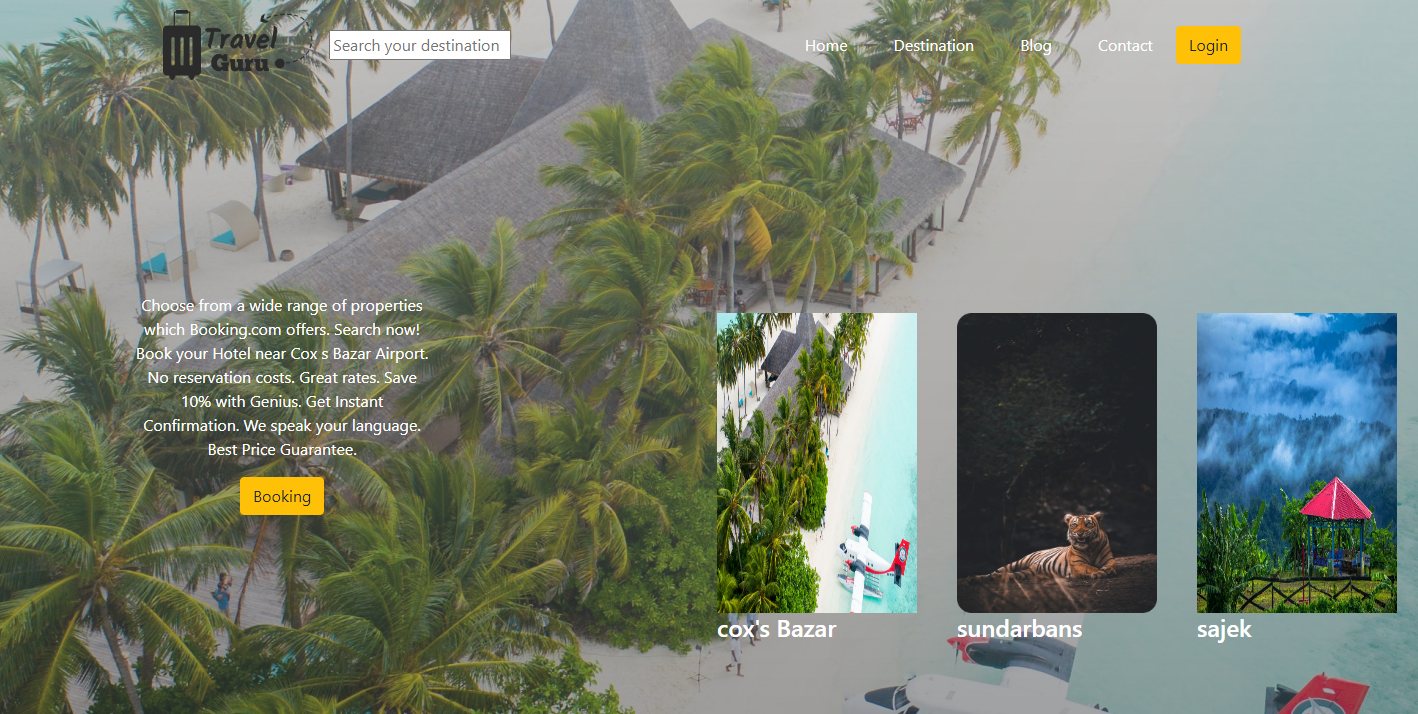 Travel
Guru
Search your destination
Home
Destination
Blog
Contact
Login
Choose from a wide range of properties
which Booking.com offers. Search now!
Book your Hotel near Cox s Bazar Airport.
No reservation costs. Great rates. Save
10% with Genius. Get Instant
Confirmation. We speak your language.
Best Price Guarantee.
Booking
cox's Bazar
sundarbans
sajek